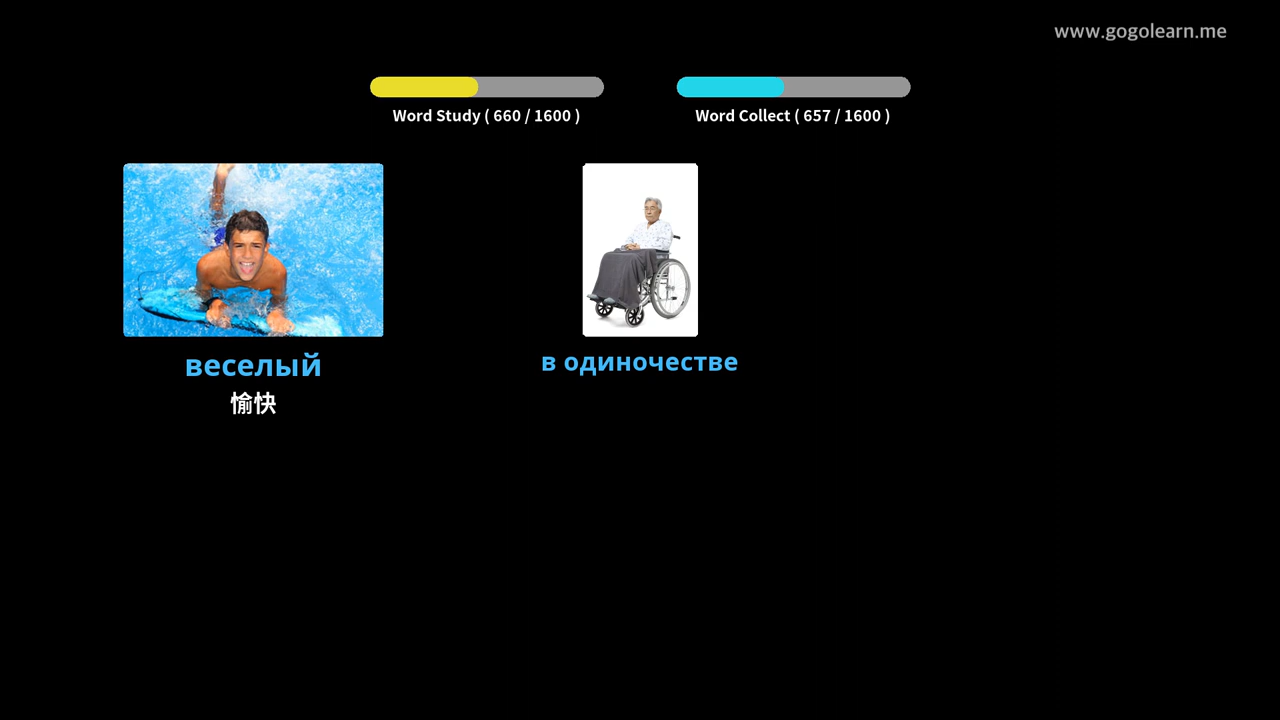 www.gogolearn.me
Word Study ( 660 / 1600 )
Word Collect ( 657 / 1600 )
веселый
愉快
в одиночестве